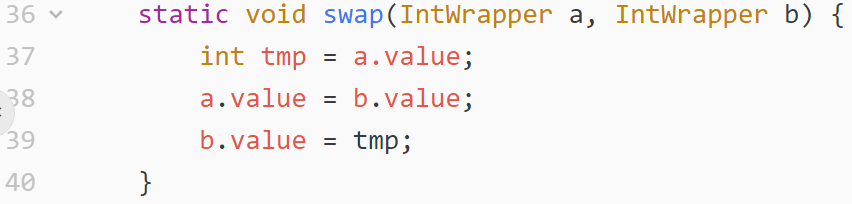 36 static void swap(IntWrapper a, IntWrapper b) {
37 int tmp = a.value;
38 a.value = b.value;
39 b.value = tmp;
40 }